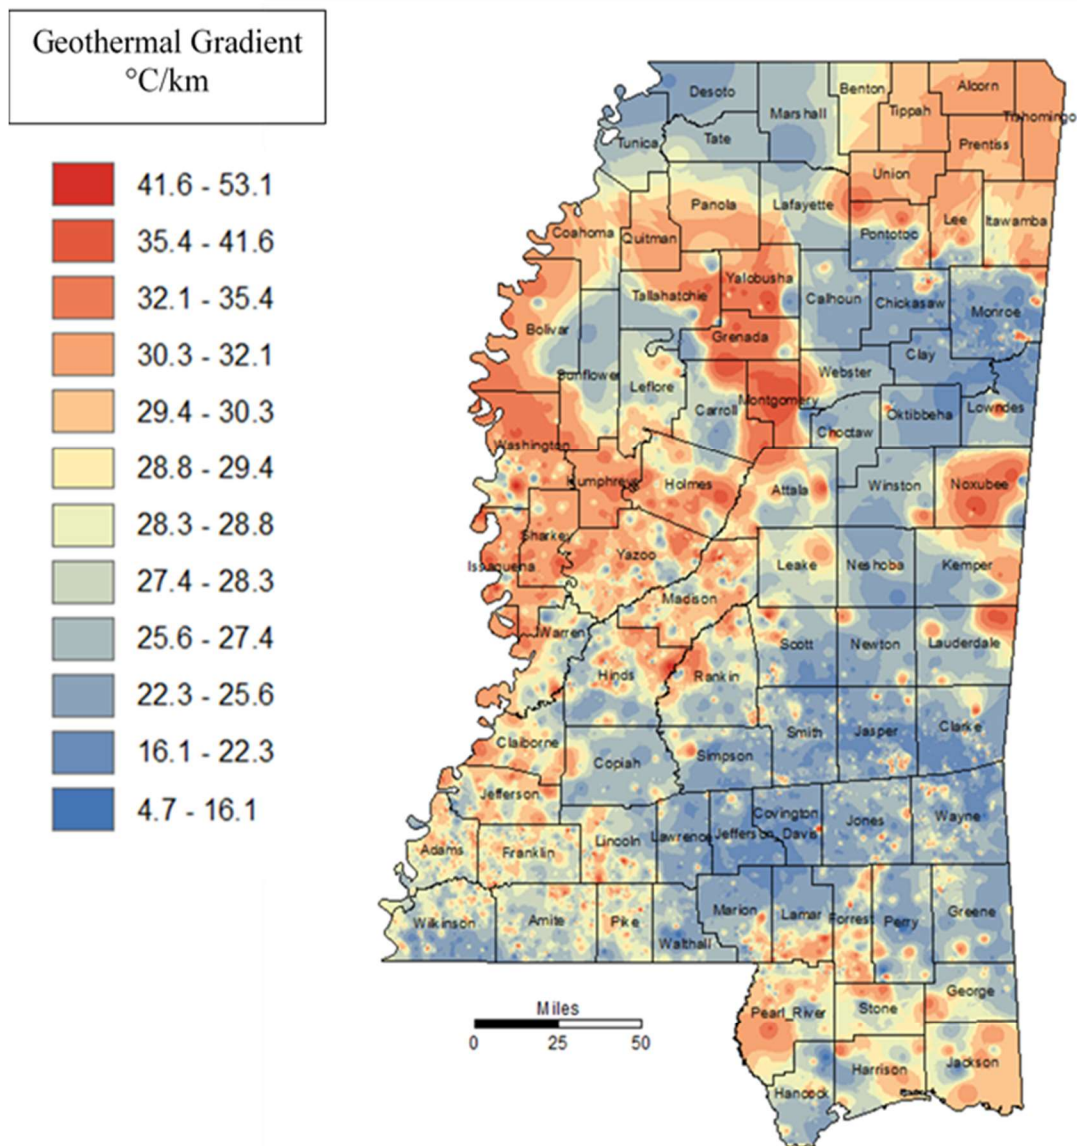 Geothermal Gradient
°C/km
41.6 - 53.1
35.4 - 41.6
32.1 - 35.4
30.3 - 32.1
29.4 - 30.3
28.8 - 29.4
28.3 - 28.8
27.4 - 28.3
25.6 - 27.4
22.3 - 25.6
16.1 - 22.3
4.7 - 16.1
Desoto
Marshall
Benton
Tippah
Alcorn
Tishomingo
Tunica
Tate
Prentiss
Union
Panola
Lafayette
Pontotoc
Lee
Itawamba
Coahoma
Quitman
Yalobusha
Tallahatchie
Calhoun
Chickasaw
Monroe
Bolivar
Grenada
Clay
Sunflower
Leflore
Webster
Carroll
Montgomery
Oktibbeha
Lowndes
Choctaw
Washington
Humphreys
Holmes
Attala
Winston
Noxubee
Sharkey
Yazoo
Issaquena
Leake
Neshoba
Kemper
Madison
Warren
Hinds
Rankin
Scott
Newton
Lauderdale
Claiborne
Copiah
Simpson
Smith
Jasper
Clarke
Jefferson
Adams
Franklin
Lincoln
Lawrence
Jefferson Davis
Covington
Jones
Wayne
Wilkinson
Amite
Pike
Walthall
Marion
Lamar
Forrest
Perry
Greene
Pearl_River
Stone
George
Hancock
Harrison
Jackson
Miles
0 25 50